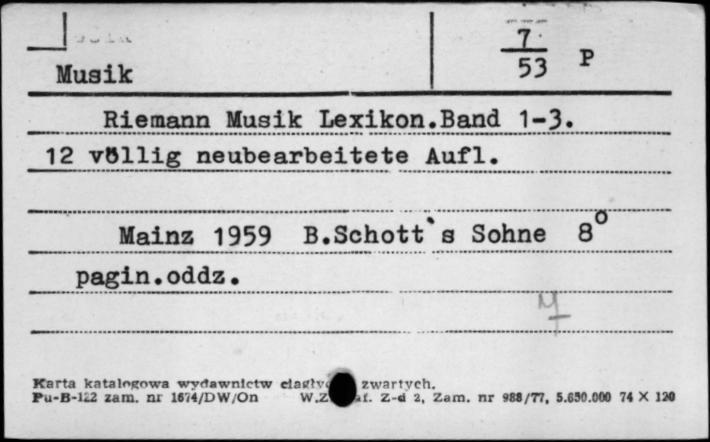 7
53 P
Musik
Riemann Musik Lexikon.Band 1-3.
12 völlig neubearbeitete Aufl.
Mainz 1959 B.Schott`s Sohne 8°
pagin.oddz.
M
Karta katalogowa wydawnictw zwartych.
Pu-B-122 zam. nr 1674/DW/On Z-d 2, Zam. nr 988/77, 5.650.000 74 X 120